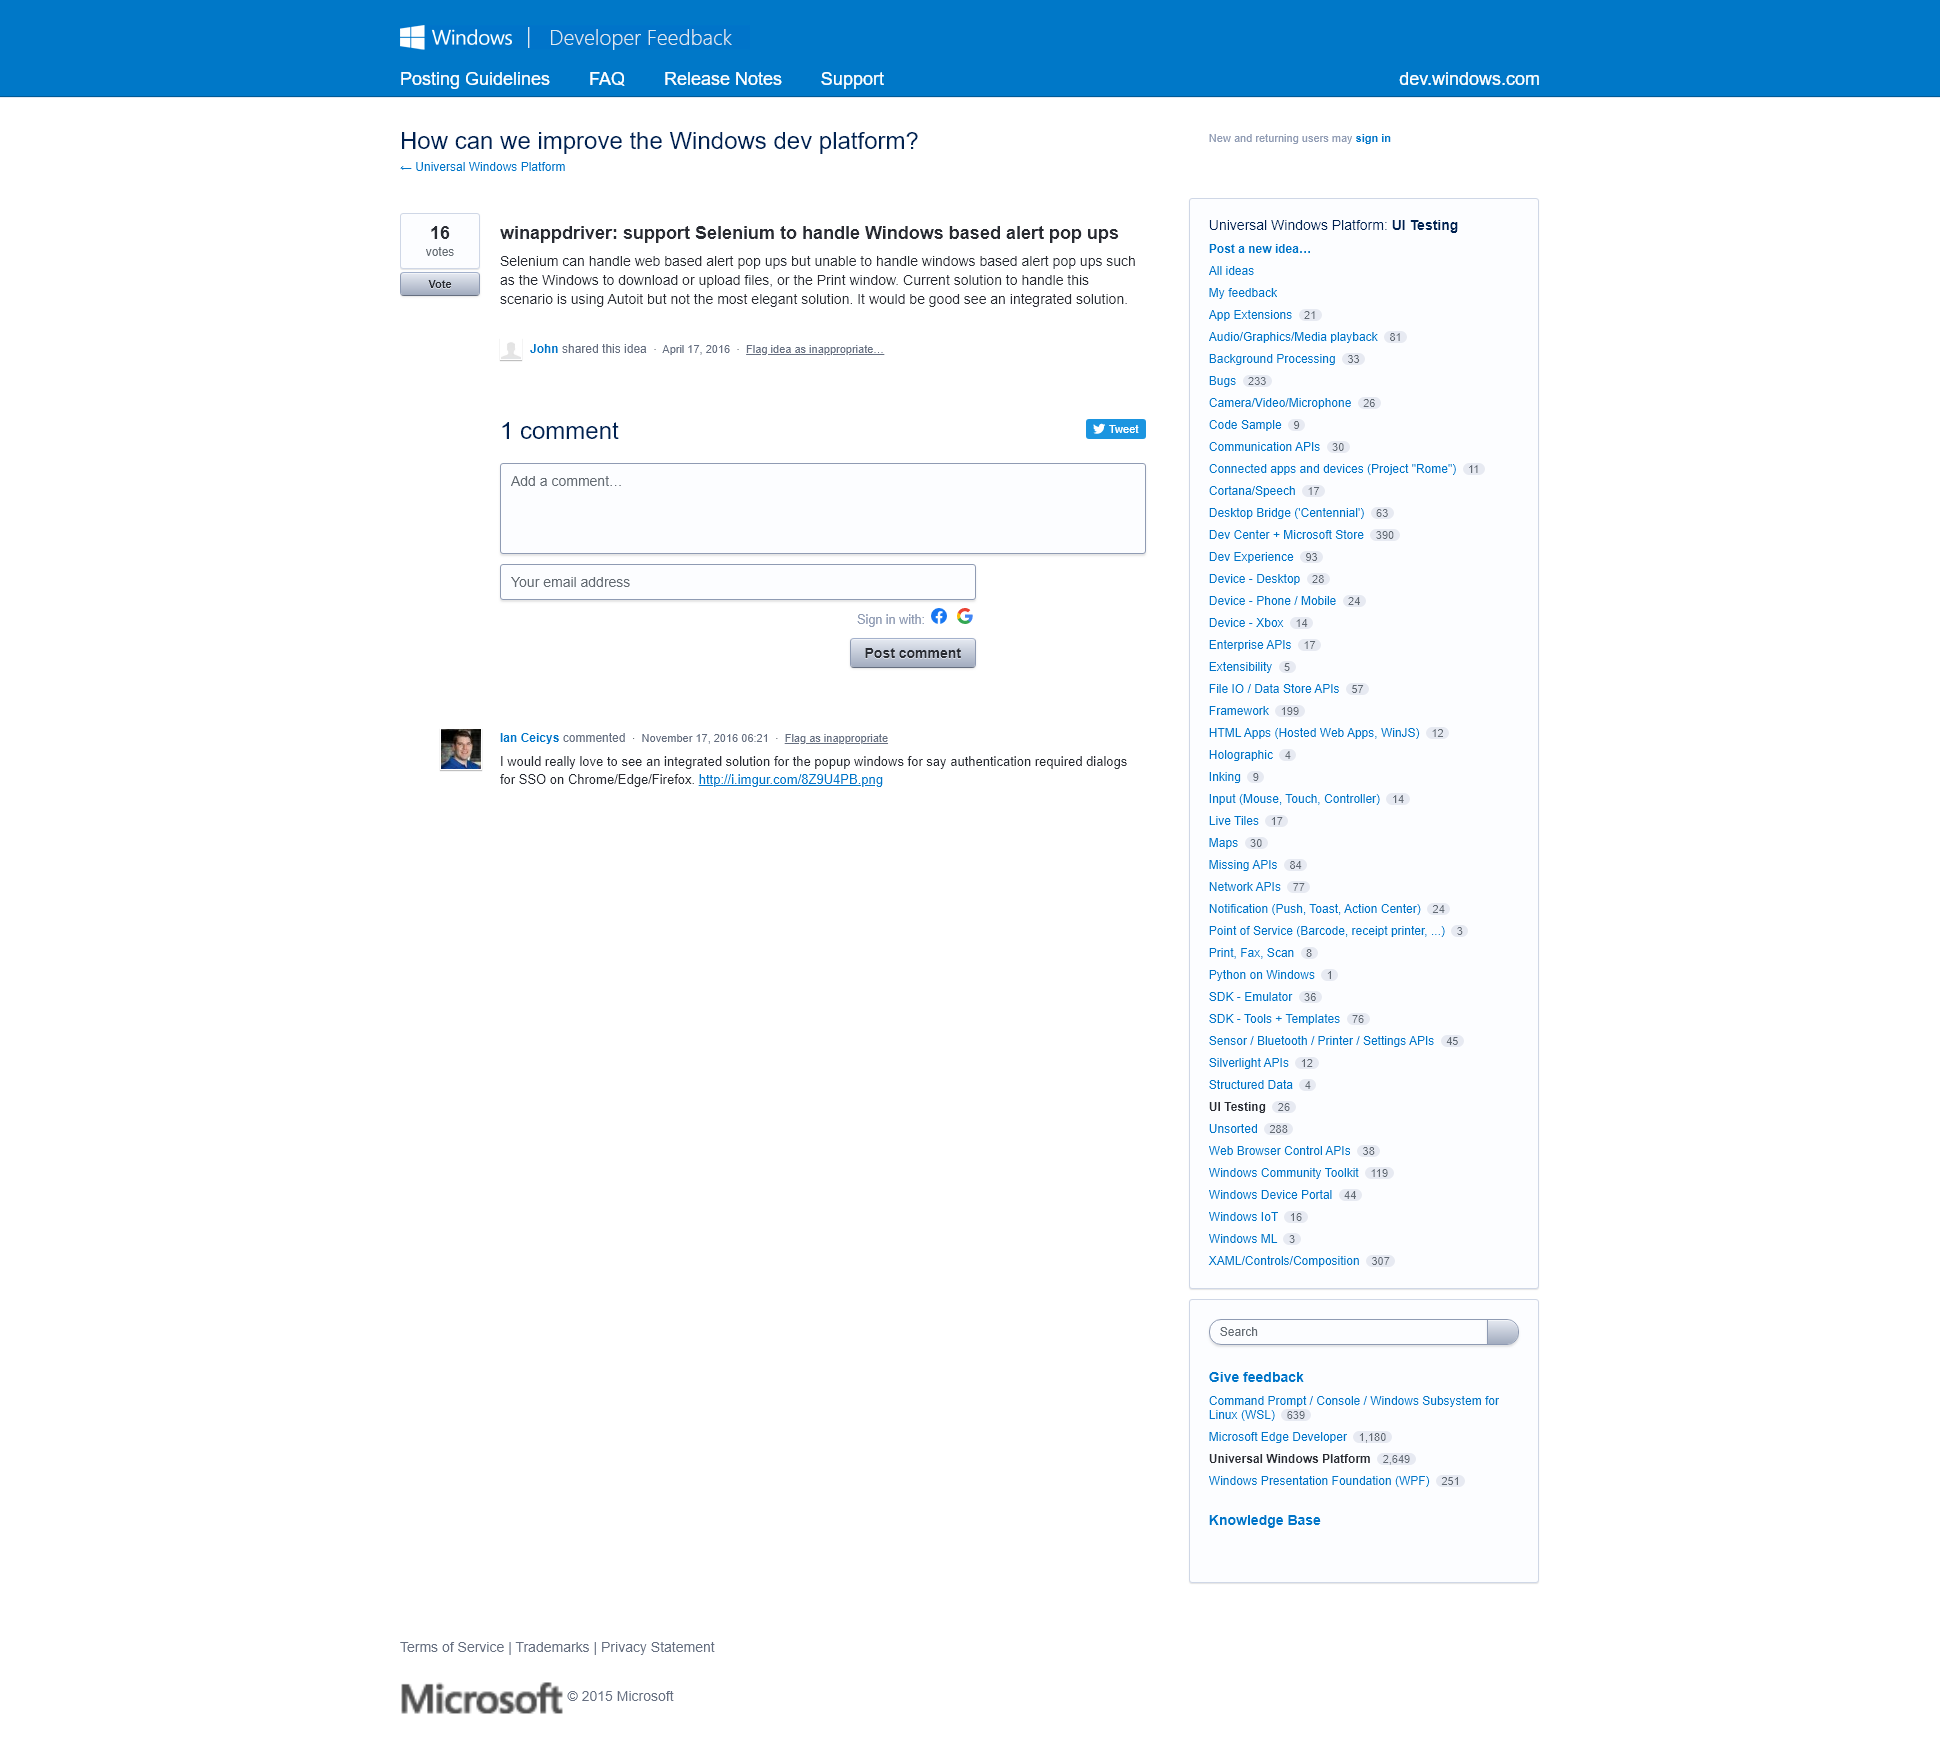 Windows | Developer Feedback
Posting Guidelines FAQ Release Notes Support dev.windows.com
How can we improve the Windows dev platform?
← Universal Windows Platform
New and returning users may sign in
16
votes
Vote
winappdriver: support Selenium to handle Windows based alert pop ups
Selenium can handle web based alert pop ups but unable to handle windows based alert pop ups such
as the Windows to download or upload files, or the Print window. Current solution to handle this
scenario is using Autoit but not the most elegant solution. It would be good see an integrated solution.
John shared this idea · April 17, 2016 · Flag idea as inappropriate…
1 comment
Tweet
Add a comment…
Your email address
Sign in with:
Post comment
Ian Ceicys commented · November 17, 2016 06:21 · Flag as inappropriate
I would really love to see an integrated solution for the popup windows for say authentication required dialogs
for SSO on Chrome/Edge/Firefox. http://i.imgur.com/8Z9U4PB.png
Universal Windows Platform: UI Testing
Post a new idea…
All ideas
My feedback
App Extensions 21
Audio/Graphics/Media playback 81
Background Processing 33
Bugs 233
Camera/Video/Microphone 26
Code Sample 9
Communication APIs 30
Connected apps and devices (Project "Rome") 11
Cortana/Speech 17
Desktop Bridge ('Centennial') 63
Dev Center + Microsoft Store 390
Dev Experience 93
Device - Desktop 28
Device - Phone / Mobile 24
Device - Xbox 14
Enterprise APIs 17
Extensibility 5
File IO / Data Store APIs 57
Framework 199
HTML Apps (Hosted Web Apps, WinJS) 12
Holographic 4
Inking 9
Input (Mouse, Touch, Controller) 14
Live Tiles 17
Maps 30
Missing APIs 84
Network APIs 77
Notification (Push, Toast, Action Center) 24
Point of Service (Barcode, receipt printer, ...) 3
Print, Fax, Scan 8
Python on Windows 1
SDK - Emulator 36
SDK - Tools + Templates 76
Sensor / Bluetooth / Printer / Settings APIs 45
Silverlight APIs 12
Structured Data 4
UI Testing 26
Unsorted 288
Web Browser Control APIs 38
Windows Community Toolkit 119
Windows Device Portal 44
Windows IoT 16
Windows ML 3
XAML/Controls/Composition 307
Search
Give feedback
Command Prompt / Console / Windows Subsystem for
Linux (WSL) 639
Microsoft Edge Developer 1,180
Universal Windows Platform 2,649
Windows Presentation Foundation (WPF) 251
Knowledge Base
Terms of Service | Trademarks | Privacy Statement
Microsoft © 2015 Microsoft